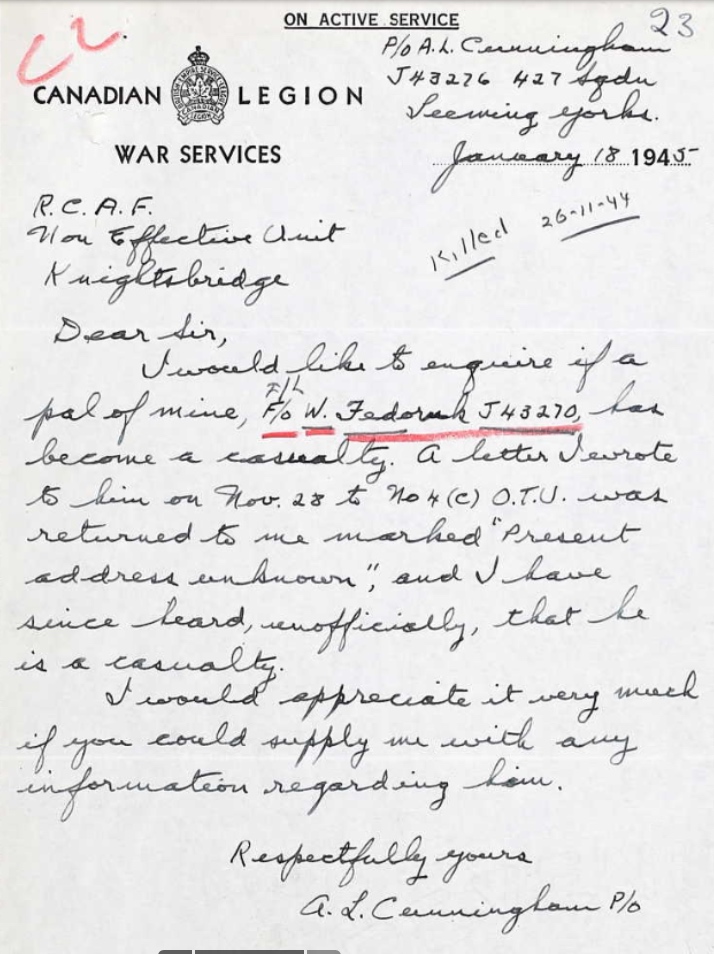 ON ACTIVE SERVICE
23
P/O A.L. Cunningham
J43276 427 Sqdn
Leeming Yorks.
CANADIAN LEGION
WAR SERVICES
January 18 1945
R.C.A.F.
Non Effective Unit
Knightsbridge
Killed 26-11-44
Dear Sir,
I would like to enquire if a
pal of mine, F/O W. Fedoruk J43270, has
become a casualty. A letter I wrote
to him on Nov. 28 to No 4 (c) O.T.U. was
returned to me marked "Present
address unknown", and I have
since heard, unofficially, that he
is a casualty.
I would appreciate it very much
if you could supply me with any
information regarding him.
Respectfully yours
A. L. Cunningham P/O